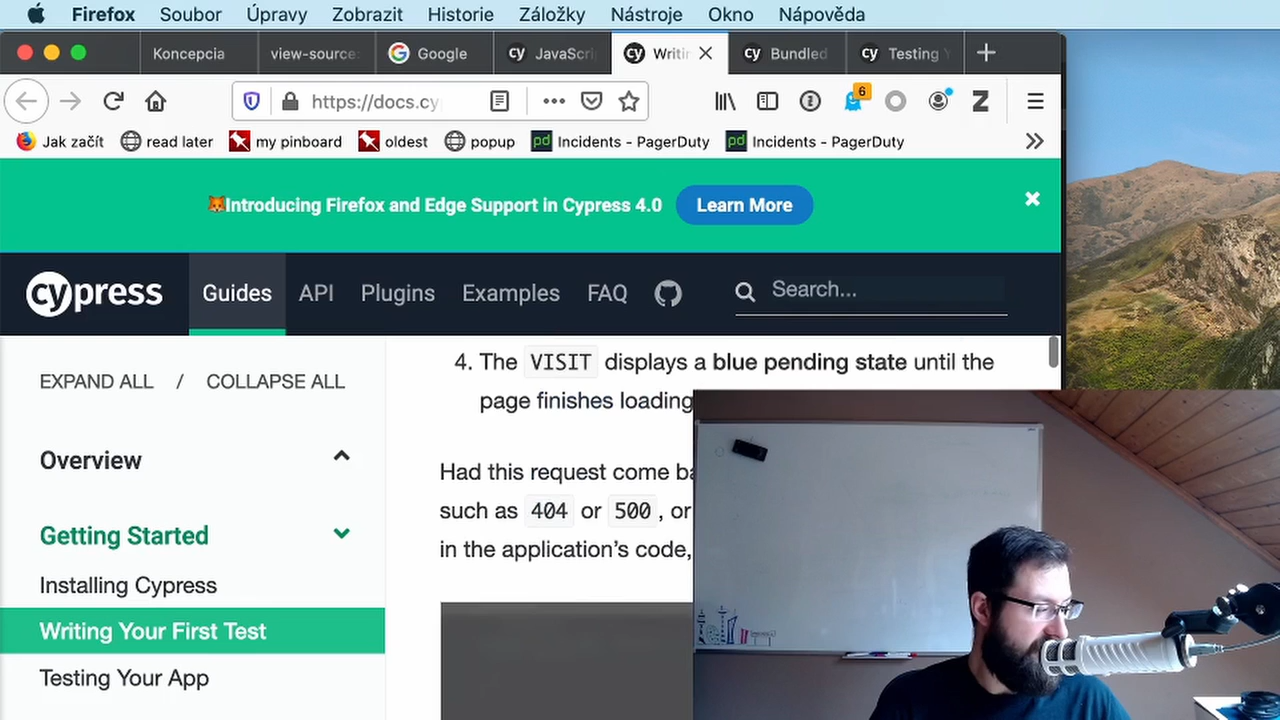 Firefox Soubor Úpravy Zobrazit Historie Záložky Nástroje Okno Nápověda
Koncepcia view-source: Google JavaScri Writin Bundled Testing Y
https://docs.cy 6
Jak začít read later my pinboard oldest popup Incidents - PagerDuty Incidents - PagerDuty
Introducing Firefox and Edge Support in Cypress 4.0 Learn More
cypress Guides API Plugins Examples FAQ Search...
EXPAND ALL / COLLAPSE ALL
Overview
Getting Started
Installing Cypress
Writing Your First Test
Testing Your App
4. The VISIT displays a blue pending state until the
page finishes loading
Had this request come ba
such as 404 or 500, or
in the application's code,